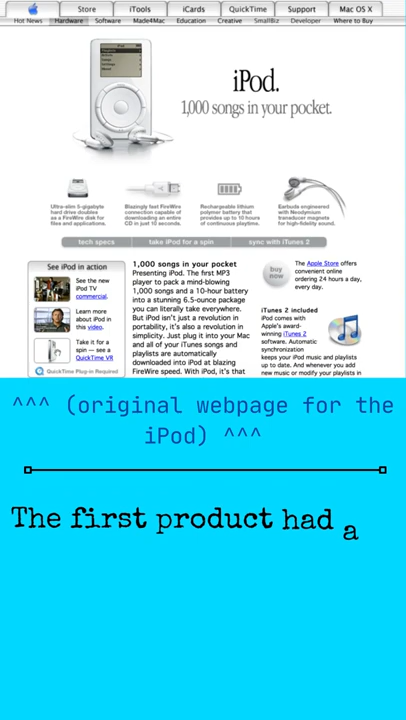 Store iTools iCards QuickTime Support Mac OS X
Hot News Hardware Software Made4Mac Education Creative SmallBiz Developer Where to Buy
iPod.
1,000 songs in your pocket.
Ultra-slim 5-gigabyte
hard drive doubles
as a FireWire disk for
files and applications.
Blazingly fast FireWire
connection capable of
downloading an entire
CD in just 10 seconds.
Rechargeable lithium
polymer battery that
provides up to 10 hours
of continuous playtime.
Earbuds engineered
with Neodymium
transducer magnets
for high-fidelity sound.
tech specs take iPod for a spin sync with iTunes 2
See iPod in action
See the new
iPod TV
commercial.
Learn more
about iPod in
this video.
Take it for a
spin — see a
QuickTime VR
QuickTime Plug-in Required
1,000 songs in your pocket
Presenting iPod. The first MP3
player to pack a mind-blowing
1,000 songs and a 10-hour battery
into a stunning 6.5-ounce package
you can literally take everywhere.
But iPod isn't just a revolution in
portability, it's also a revolution in
simplicity. Just plug it into your Mac
and all of your iTunes songs and
playlists are automatically
downloaded into iPod at blazing
FireWire speed. With iPod, it's that
buy
now
The Apple Store offers
convenient online
ordering 24 hours a day,
every day.
iTunes 2 included
iPod comes with
Apple's award-
winning iTunes 2
software. Automatic
synchronization
keeps your iPod music and playlists
up to date. And whenever you add
new music or modify your playlists in
^^^ (original webpage for the
iPod) ^^^
The first product had a